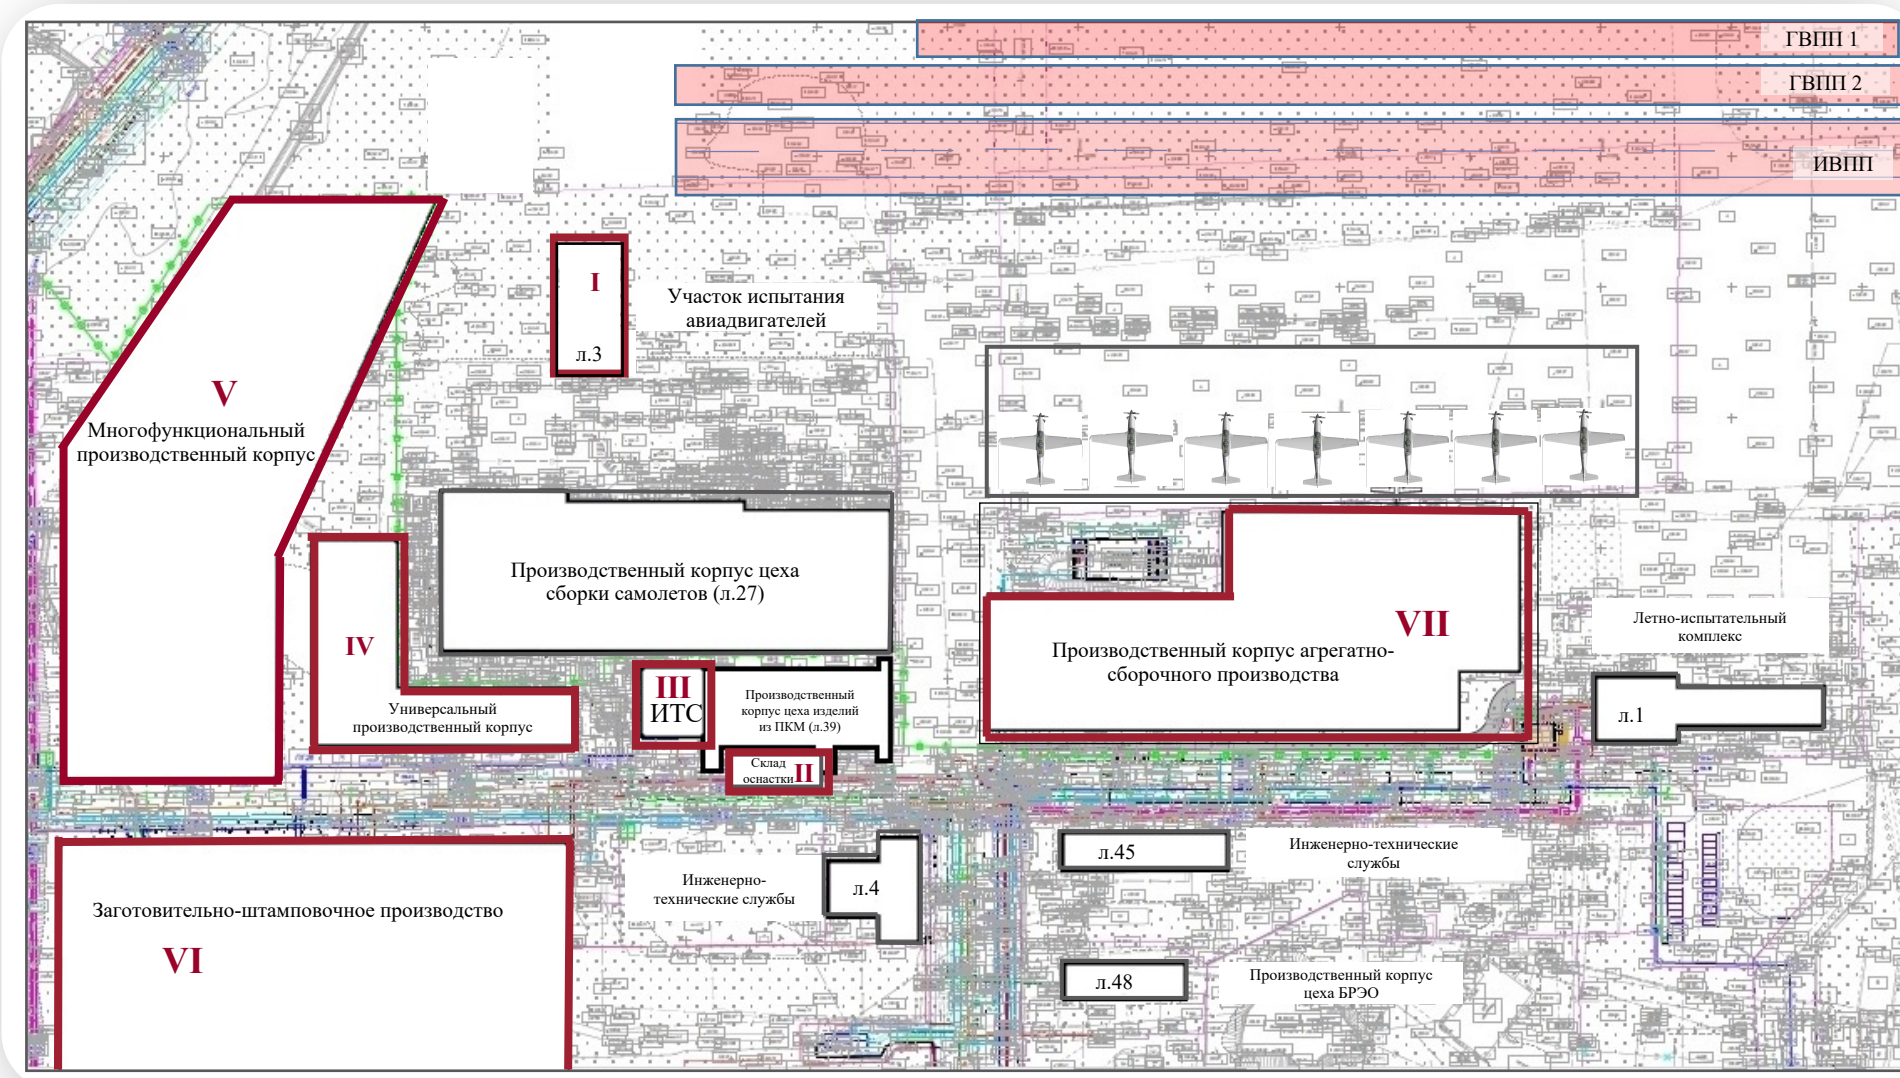 ГВПП 1
ГВПП 2
ИВПП
I
л.3
Участок испытания
авиадвигателей
V
Многофункциональный
производственный корпус
Производственный корпус цеха
сборки самолетов (л.27)
IV
Универсальный
производственный корпус
III
ИТС
Производственный
корпус цеха изделий
из ПКМ (л.39)
Склад
оснастки II
VII
Производственный корпус агрегатно-
сборочного производства
Летно-испытательный
комплекс
л.1
Заготовительно-штамповочное производство
VI
Инженерно-
технические службы
л.4
л.45
Инженерно-технические
службы
л.48
Производственный корпус
цеха БРЭО